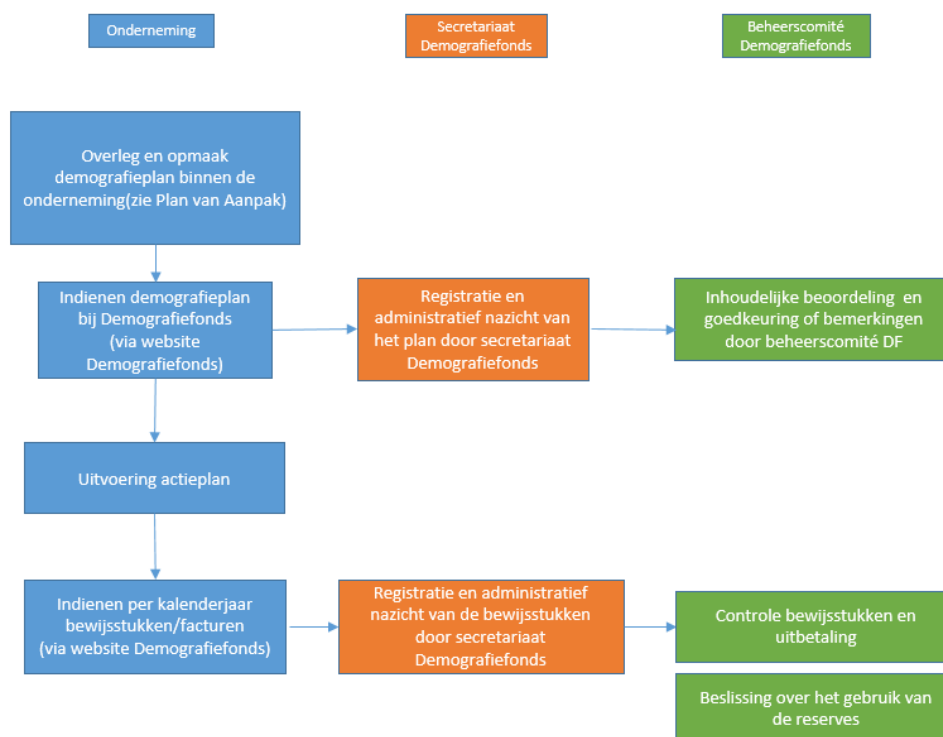 Onderneming
Secretariaat
Demografiefonds
Beheerscomité
Demografiefonds
Overleg en opmaak
demografieplan binnen de
onderneming(zie Plan van Aanpak)
Indienen demografieplan
bij Demografiefonds
(via website
Demografiefonds)
Registratie en
administratief nazicht van
het plan door secretariaat
Demografiefonds
Inhoudelijke beoordeling en
goedkeuring of bemerkingen
door beheerscomité DF
Uitvoering actieplan
Indienen per kalenderjaar
bewijsstukken/facturen
(via website Demografiefonds)
Registratie en administratief
nazicht van de bewijsstukken
door secretariaat
Demografiefonds
Controle bewijsstukken en
uitbetaling
Beslissing over het gebruik van
de reserves